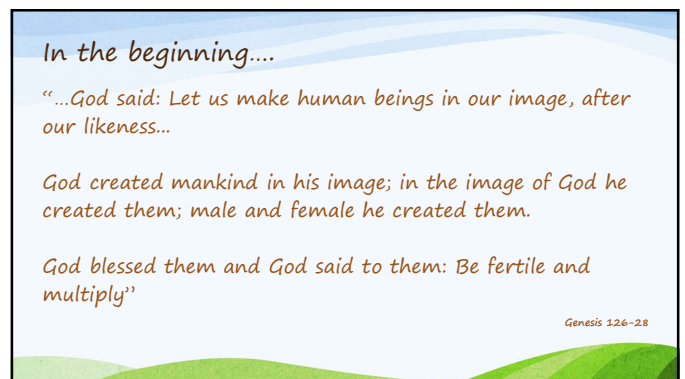 In the beginning....
“…God said: Let us make human beings in our image, after
our likeness...
God created mankind in his image; in the image of God he
created them; male and female he created them.
God blessed them and God said to them: Be fertile and
multiply”
Genesis 126-28